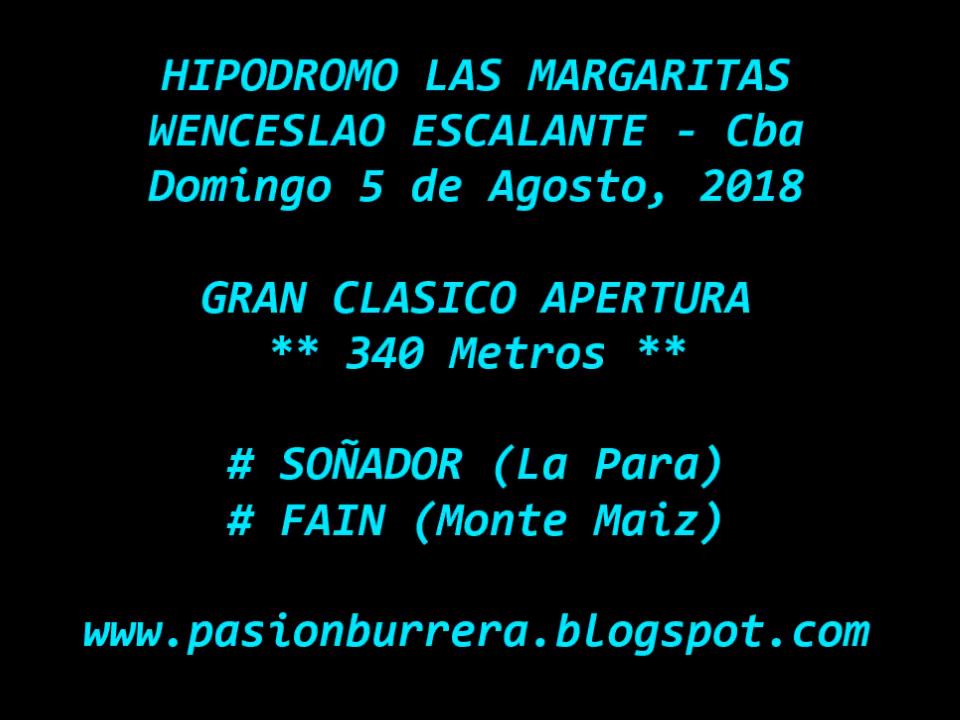 HIPODROMO LAS MARGARITAS
WENCESLAO ESCALANTE - Cba
Domingo 5 de Agosto, 2018
GRAN CLASICO APERTURA
** 340 Metros **
# SOÑADOR (La Para)
# FAIN (Monte Maiz)
www.pasionburrera.blogspot.com